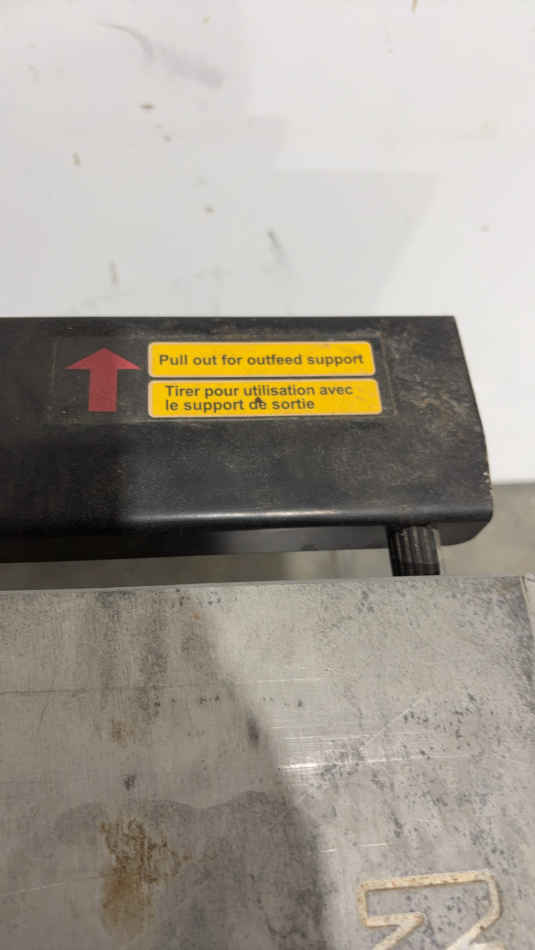 Pull out for outfeed support
Tirer pour utilisation avec
le support de sortie